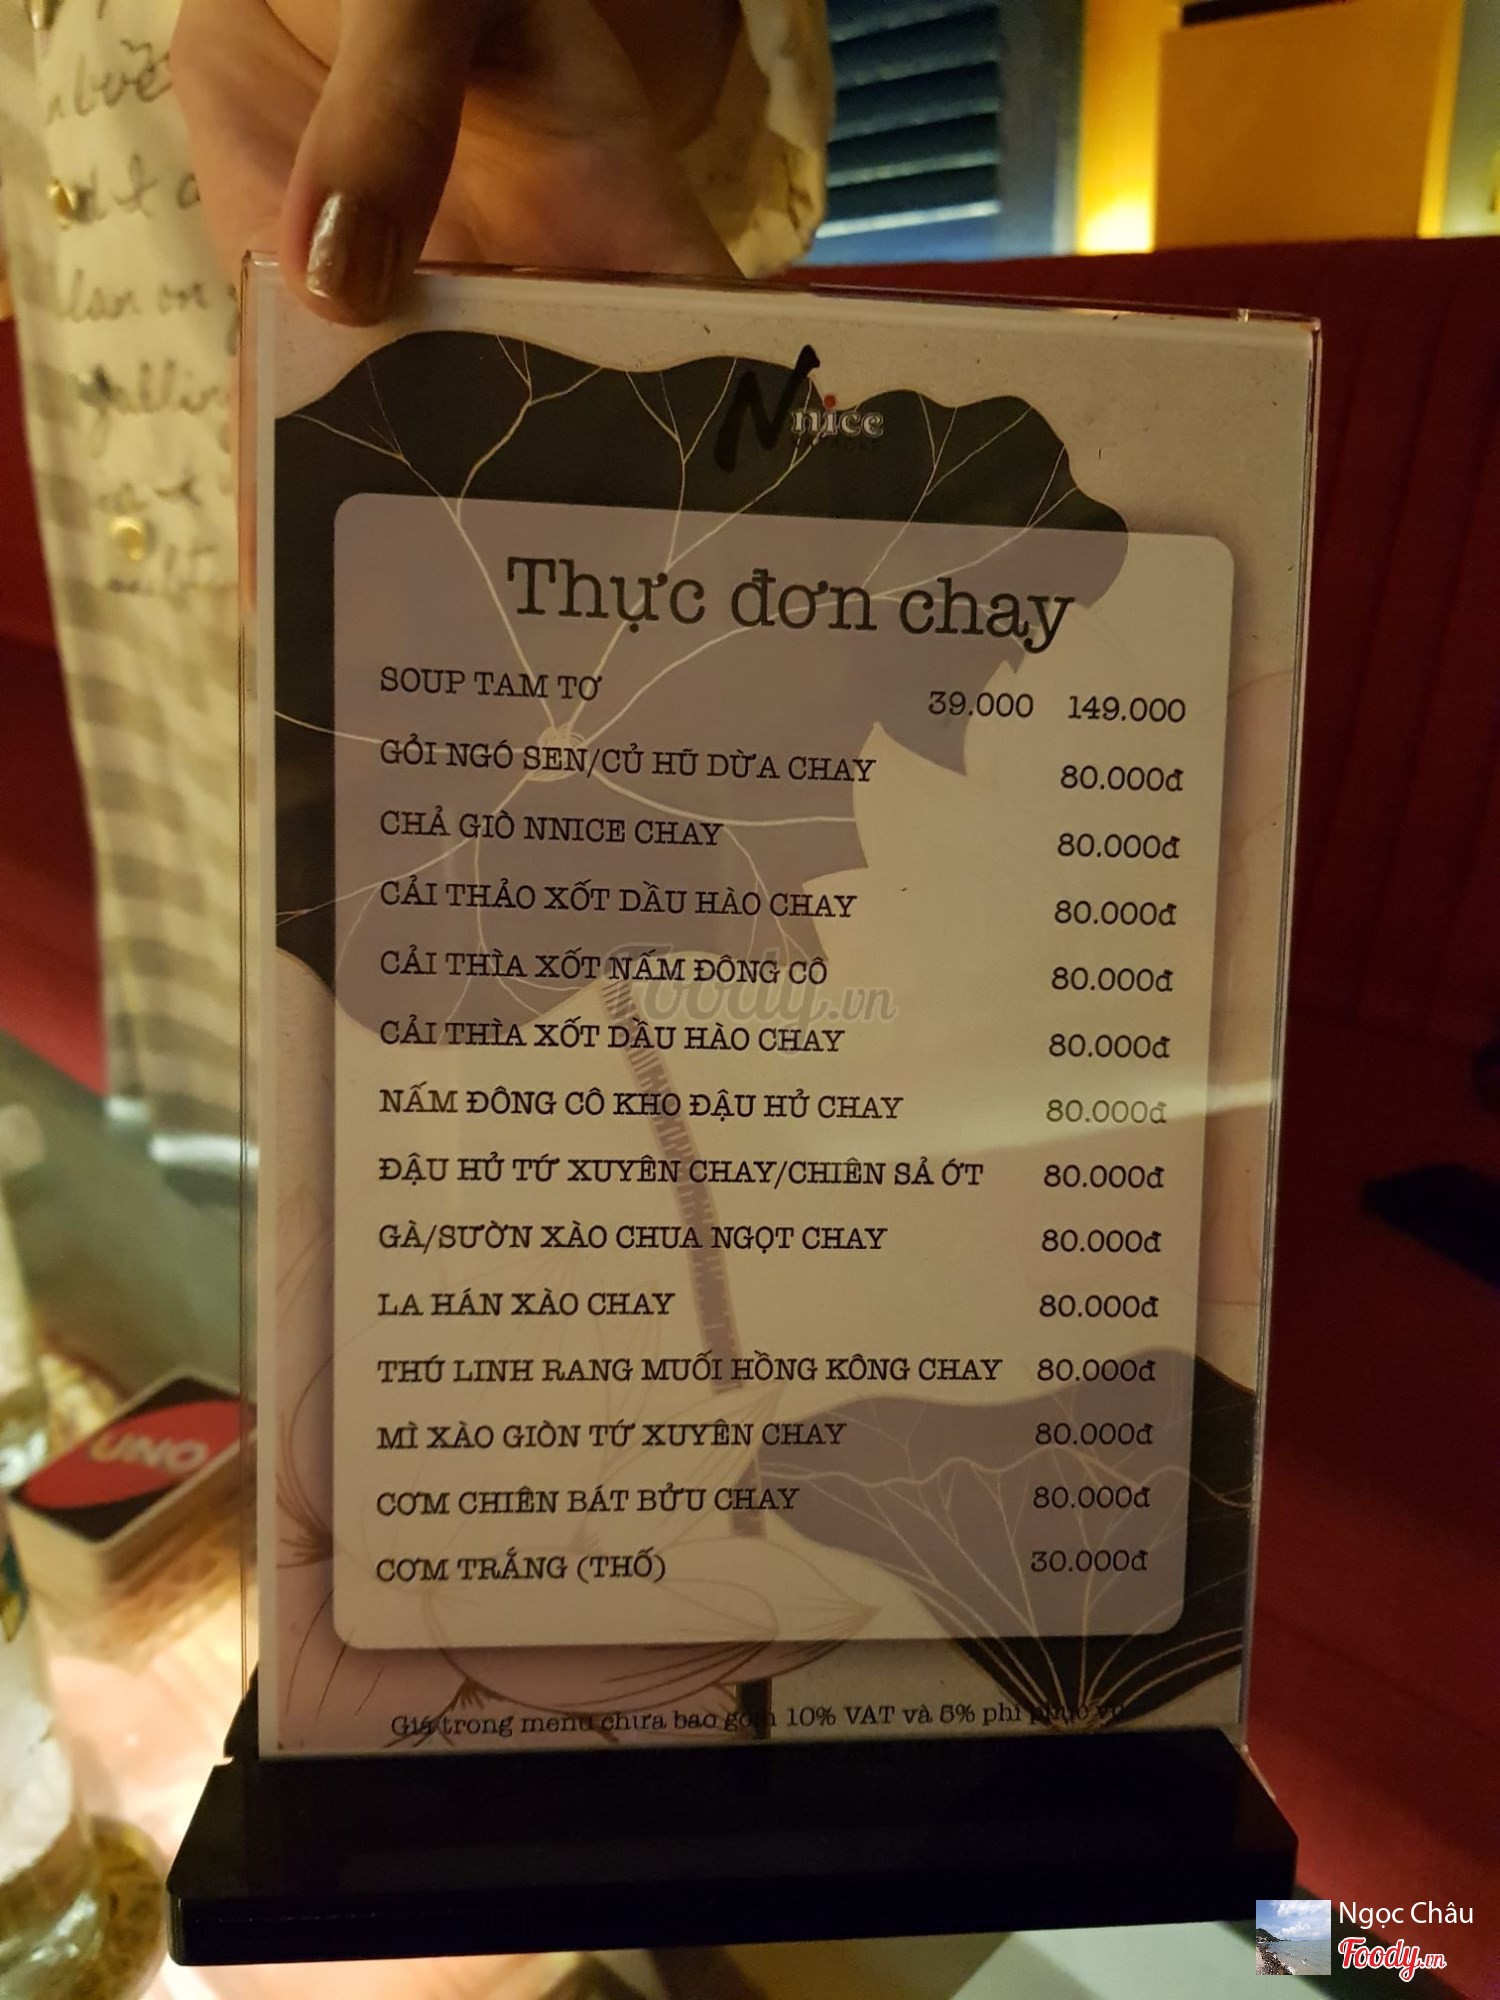 Nnice
Thực đơn chay
SOUP TAM TƠ 39.000 149.000
GỎI NGÓ SEN/CỦ HŨ DỪA CHAY 80.000đ
CHẢ GIÒ NNICE CHAY 80.000đ
CẢI THẢO XỐT DẦU HÀO CHAY 80.000đ
CẢI THÌA XỐT NẤM ĐÔNG CÔ 80.000đ
Foody.vn
CẢI THÌA XỐT DẦU HÀO CHAY 80.000đ
NẤM ĐÔNG CÔ KHO ĐẬU HỦ CHAY 80.000đ
ĐẬU HỦ TỨ XUYÊN CHAY/CHIÊN SẢ ỚT 80.000đ
GÀ/SƯỜN XÀO CHUA NGỌT CHAY 80.000đ
LA HÁN XÀO CHAY 80.000đ
THÚ LINH RANG MUỐI HỒNG KÔNG CHAY 80.000đ
MÌ XÀO GIÒN TỨ XUYÊN CHAY 80.000đ
CƠM CHIÊN BÁT BỬU CHAY 80.000đ
CƠM TRẮNG (THỐ) 30.000đ
Giá trong menu chưa bao gồm 10% VAT và 5% phí phục vụ
UNO
Ngọc Châu
Foody.vn